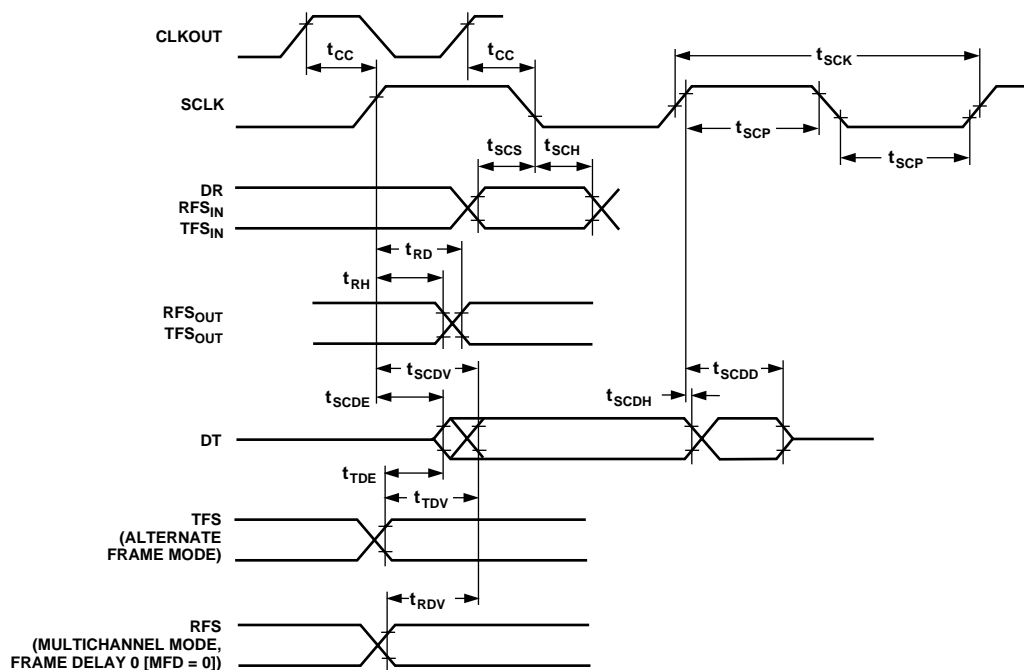 CLKOUT
tCC
tCC
tSCK
SCLK
tSCP
tSCP
tSCS
tSCH
DR
RFSIN
TFSIN
tRD
tRH
RFSOUT
TFSOUT
tSCDV
tSCDD
tSCDE
tSCDH
DT
tTDE
tTDV
TFS
(ALTERNATE
FRAME MODE)
tRDV
RFS
(MULTICHANNEL MODE,
FRAME DELAY 0 [MFD = 0])